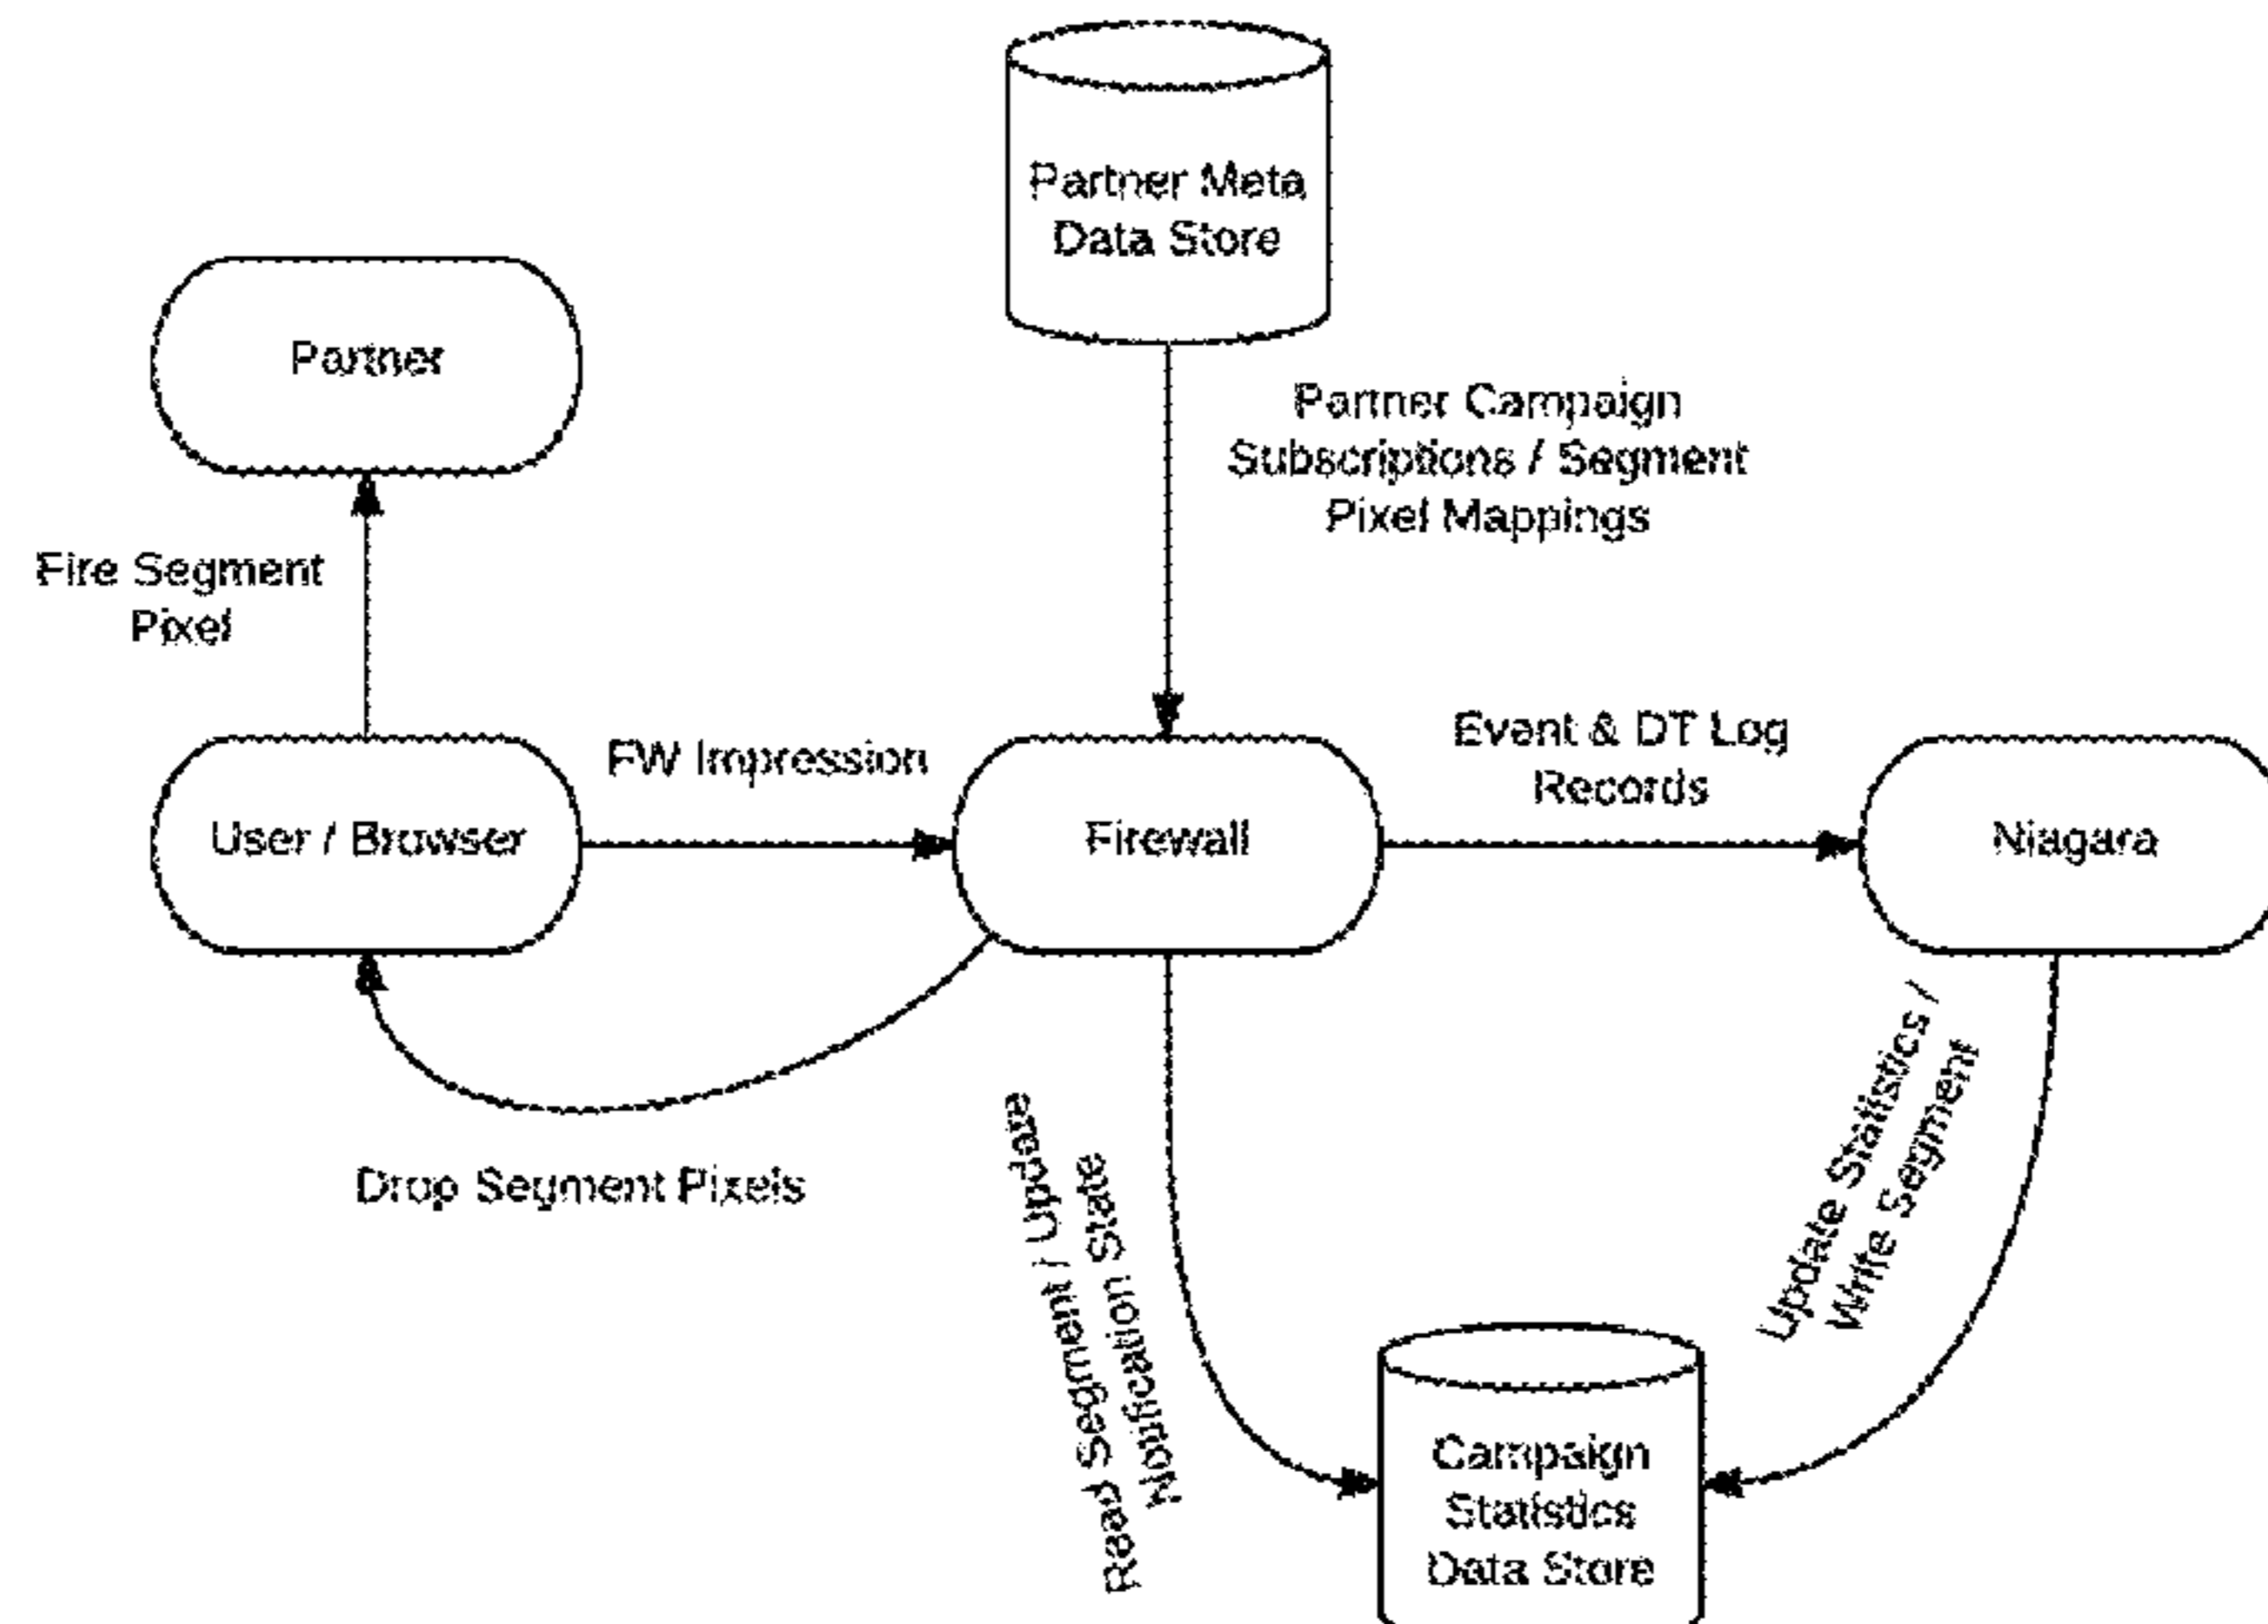 Partner Meta
Data Store
Partner
Partner Campaign
Subscriptions / Segment
Pixel Mappings
Fire Segment
Pixel
FW Impression
Event & DT Log
Records
User / Browser
Firewall
Niagara
Drop Segment Pixels
Read Segment / Update
Notification State
Update Statistics /
Write Segment
Campaign
Statistics
Data Store